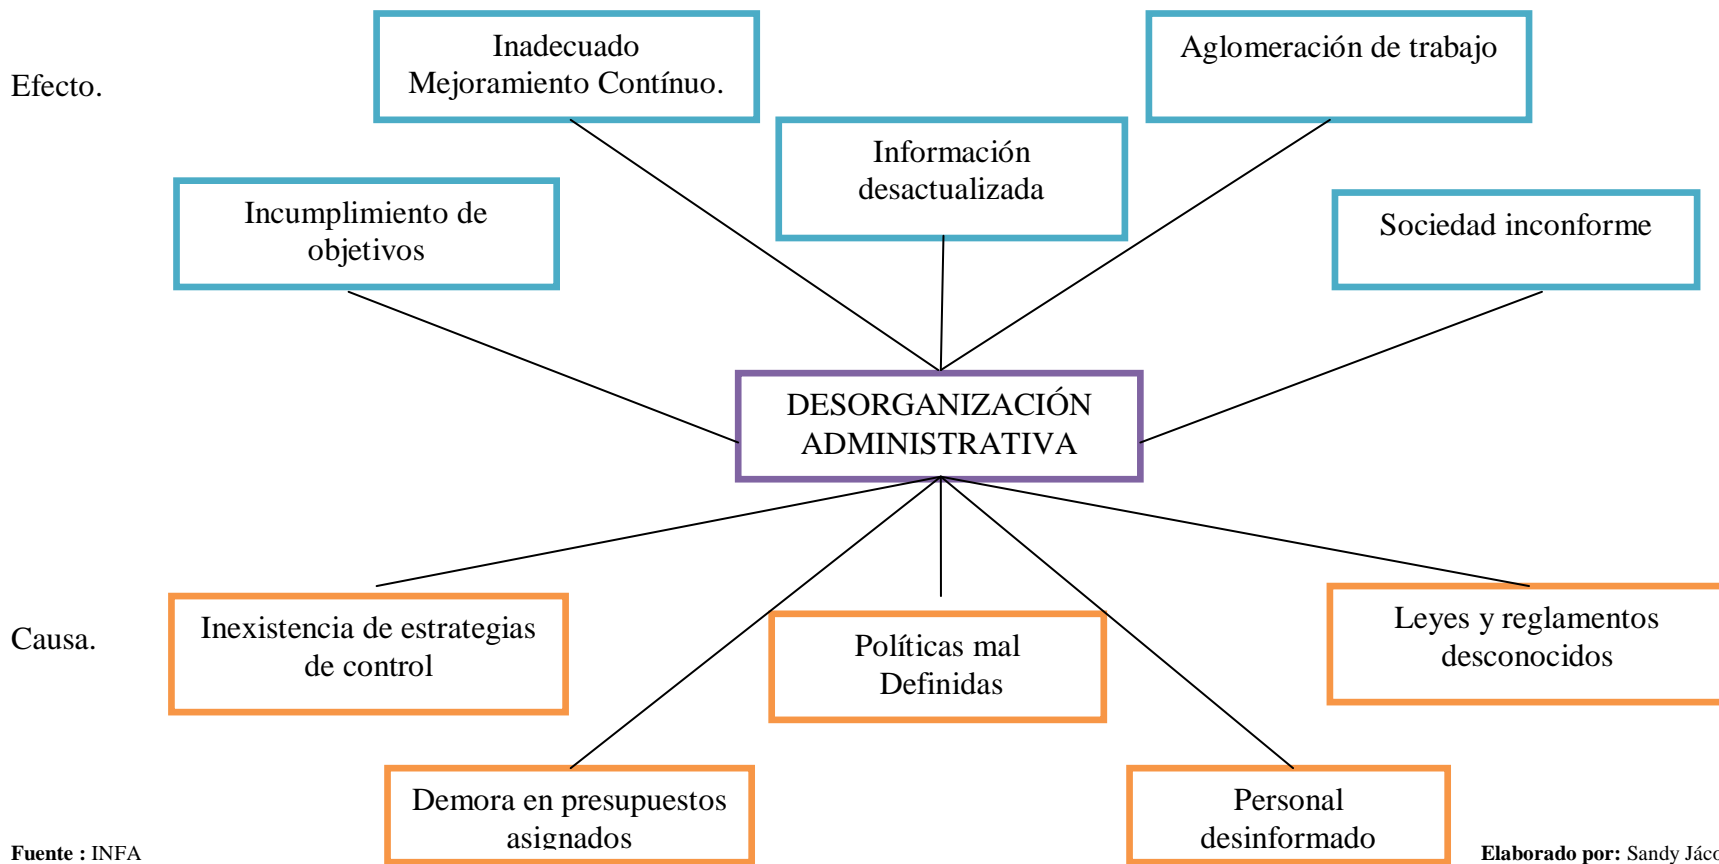 Inadecuado
Mejoramiento Contínuo.
Aglomeración de trabajo
Efecto.
Información
desactualizada
Incumplimiento de
objetivos
Sociedad inconforme
DESORGANIZACIÓN
ADMINISTRATIVA
Inexistencia de estrategias
de control
Causa.
Políticas mal
Definidas
Leyes y reglamentos
desconocidos
Demora en presupuestos
asignados
Personal
desinformado
Fuente : INFA
Elaborado por: Sandy